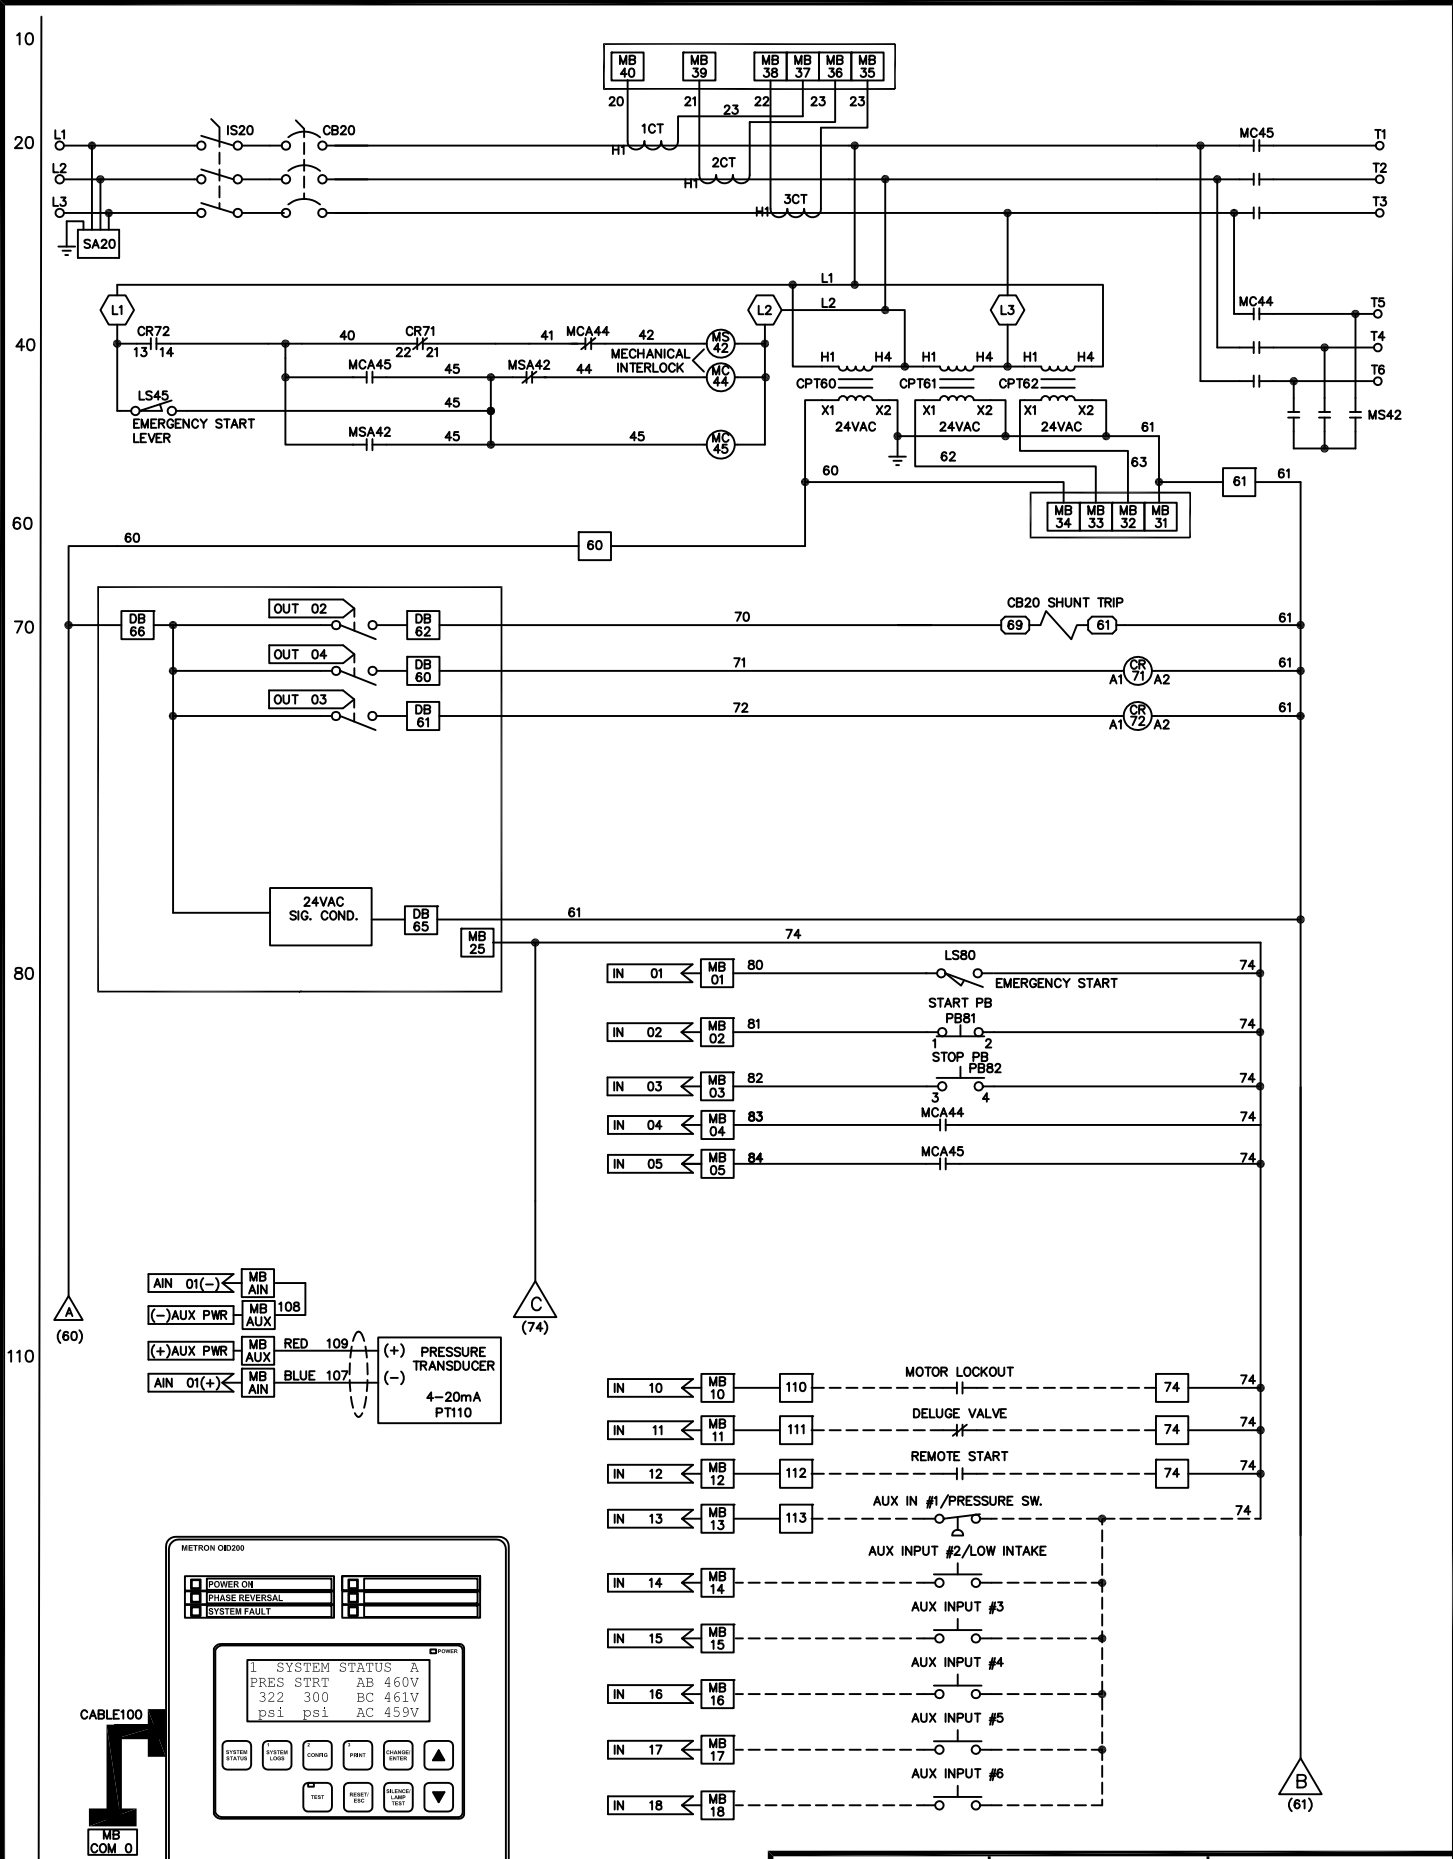 10
MB 40
MB 39
MB 38
MB 37
MB 36
MB 35
20 21 23 22 23 23
20
L1 IS20 CB20 H1 1CT MC45 T1
L2 H1 2CT T2
L3 H1 3CT T3
SA20
L1
L2
L1 L2 L3
MC44 T5
T4
T6
MS42
40
CR72
13 14
40
CR71
22 21
41
MCA44
42
MS 42
MECHANICAL
INTERLOCK
MC 44
MCA45 45 MSA42 44
LS45
45
EMERGENCY START
LEVER
MSA42 45 45
MC 45
H1 H4 H1 H4 H1 H4
CPT60 CPT61 CPT62
X1 X2 X1 X2 X1 X2
24VAC 24VAC 24VAC 61
60 62 63
61 61
MB 34
MB 33
MB 32
MB 31
60
60 60
70
DB 66
OUT 02
DB 62
70
CB20 SHUNT TRIP
69 61
61
OUT 04
DB 60
71
CR 71
A1 A2
61
OUT 03
DB 61
72
CR 72
A1 A2
61
24VAC
SIG. COND.
DB 65
61
MB 25
74
80
IN 01 MB 01 80 LS80 74
EMERGENCY START
START PB
PB81
IN 02 MB 02 81 1 2 74
STOP PB
PB82
IN 03 MB 03 82 3 4 74
IN 04 MB 04 83 MCA44 74
IN 05 MB 05 84 MCA45 74
A
(60)
C
(74)
AIN 01(-) MB AIN
(-)AUX PWR MB AUX 108
110
(+)AUX PWR MB AUX RED 109 (+)
AIN 01(+) MB AIN BLUE 107 (-)
PRESSURE
TRANSDUCER
4-20mA
PT110
MOTOR LOCKOUT
IN 10 MB 10 110 74 74
DELUGE VALVE
IN 11 MB 11 111 74 74
REMOTE START
IN 12 MB 12 112 74 74
AUX IN #1/PRESSURE SW.
IN 13 MB 13 113 74
AUX INPUT #2/LOW INTAKE
IN 14 MB 14
AUX INPUT #3
IN 15 MB 15
AUX INPUT #4
IN 16 MB 16
AUX INPUT #5
IN 17 MB 17
AUX INPUT #6
IN 18 MB 18
B
(61)
METRON OID200
POWER ON
PHASE REVERSAL
SYSTEM FAULT
POWER
1 SYSTEM STATUS A
PRES STRT AB 460V
322 300 BC 461V
psi psi AC 459V
SYSTEM STATUS
1 SYSTEM LOGS
2 CONFIG
3 PRINT
CHANGE/ ENTER
TEST
RESET/ ESC
SILENCE/ LAMP TEST
CABLE100
MB
COM 0